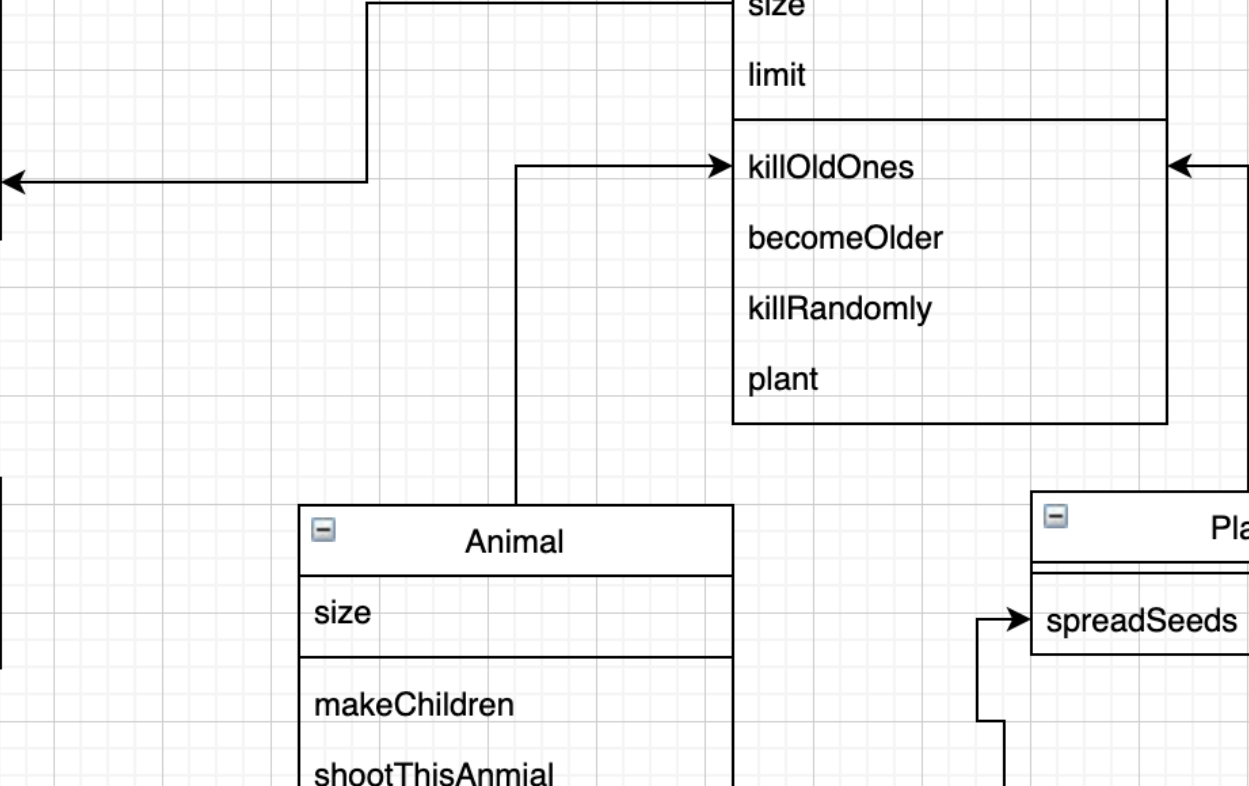 size
limit
killOldOnes
becomeOlder
killRandomly
plant
Animal
size
makeChildren
shootThisAnmial
spreadSeeds